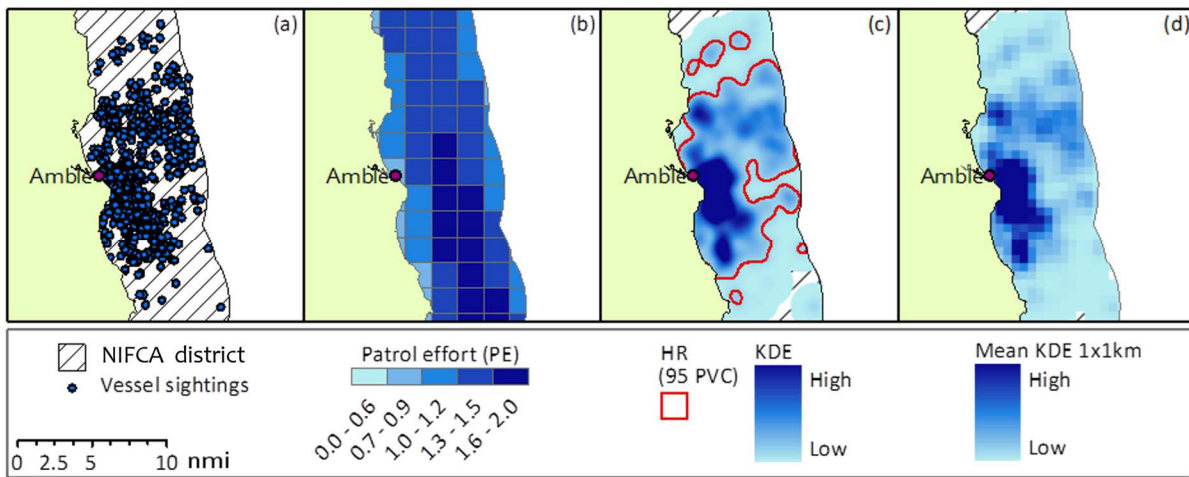 (a)
Amble
(b)
Amble
(c)
Amble
(d)
Amble
NIFCA district
Vessel sightings
0 2.5 5 10 nmi
Patrol effort (PE)
0.0 - 0.6
0.7 - 0.9
1.0 - 1.2
1.3 - 1.5
1.6 - 2.0
HR
(95 PVC)
KDE
High
Low
Mean KDE 1x1km
High
Low